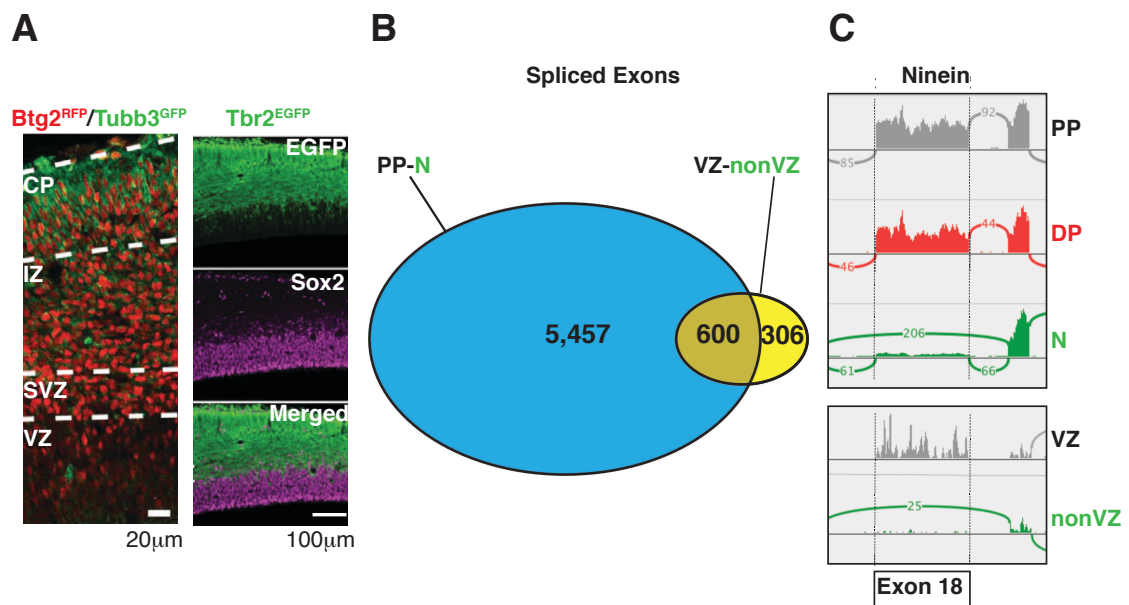 A
Btg2RFP/Tubb3GFP
Tbr2EGFP
CP
IZ
SVZ
VZ
20μm
EGFP
Sox2
Merged
100μm
B
Spliced Exons
PP-N
VZ-nonVZ
5,457
600
306
C
Ninein
92
85
PP
44
46
DP
206
61
66
N
VZ
25
nonVZ
Exon 18